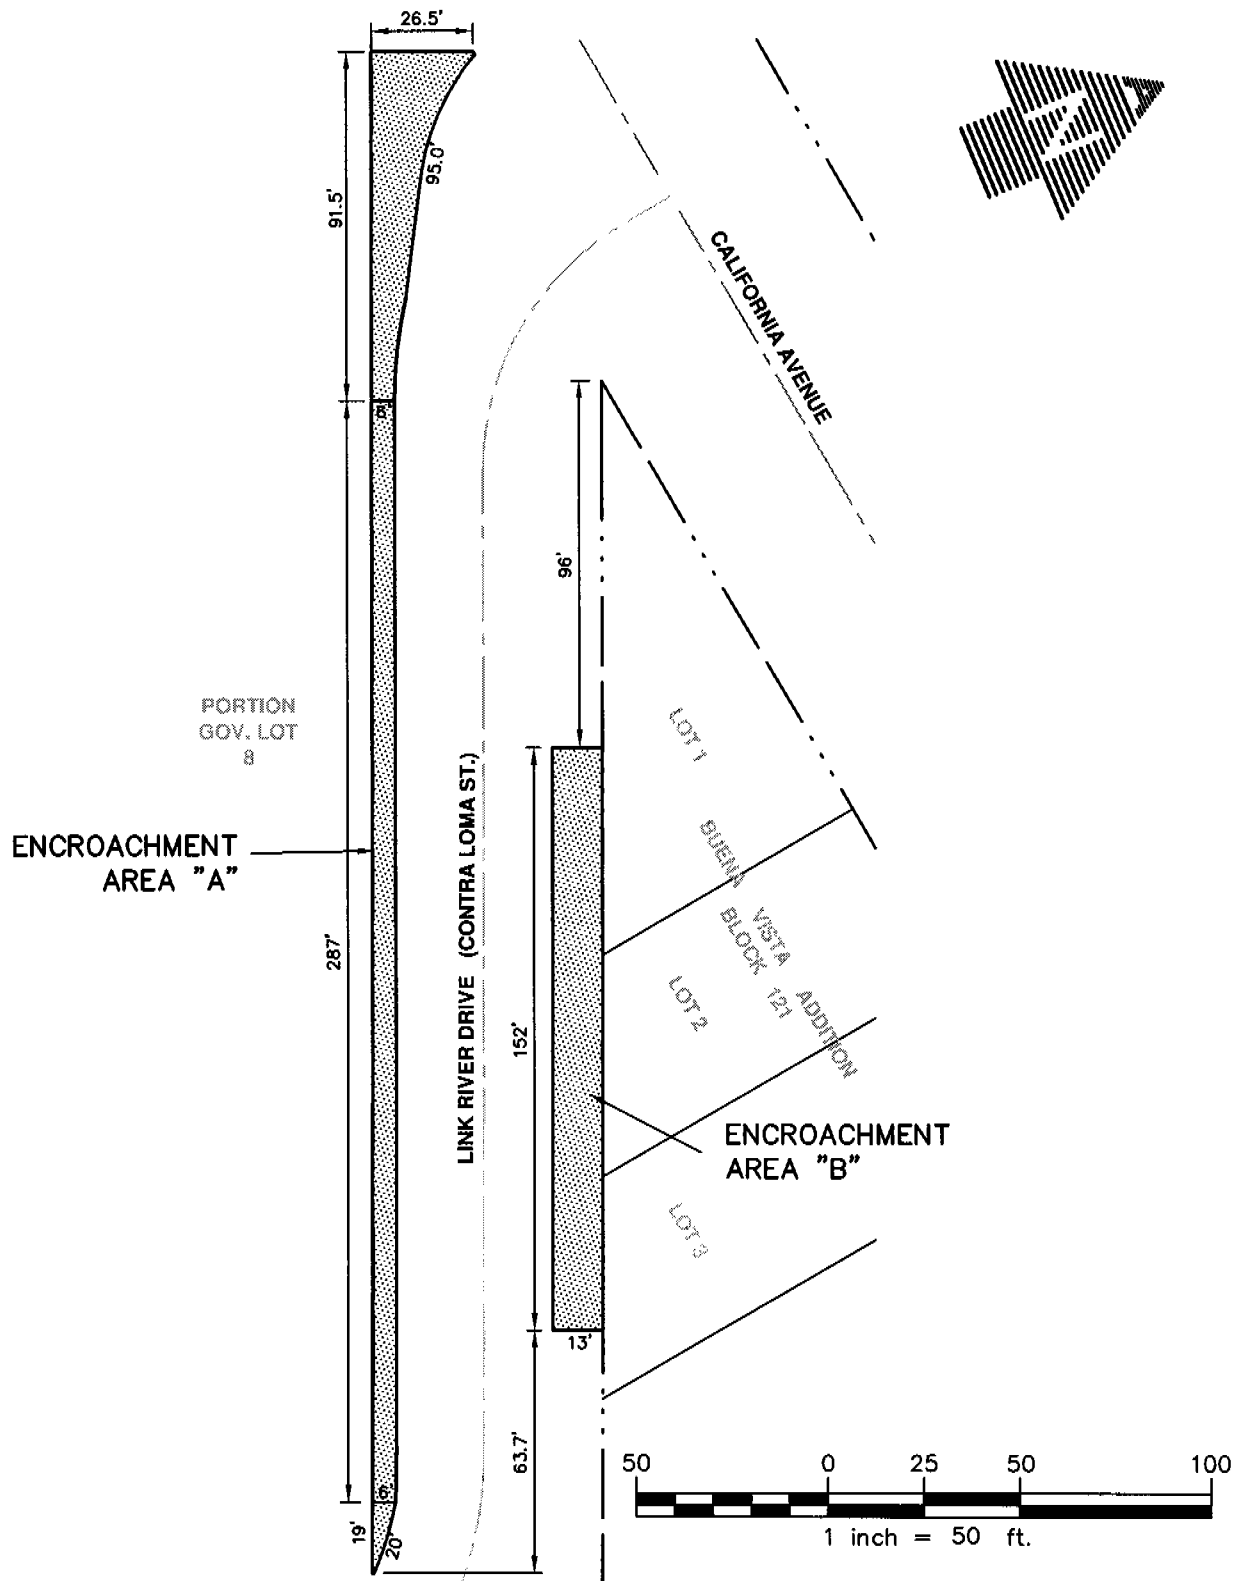 26.5'
91.5'
95.0'
CALIFORNIA AVENUE
N
6'
96'
PORTION
GOV. LOT
8
LINK RIVER DRIVE (CONTRA LOMA ST.)
LOT 1
ENCROACHMENT
AREA "A"
BUENA VISTA ADDITION
BLOCK 121
287'
LOT 2
152'
ENCROACHMENT
AREA "B"
LOT 3
13'
63.7'
6'
19'
20'
50 0 25 50 100
1 inch = 50 ft.